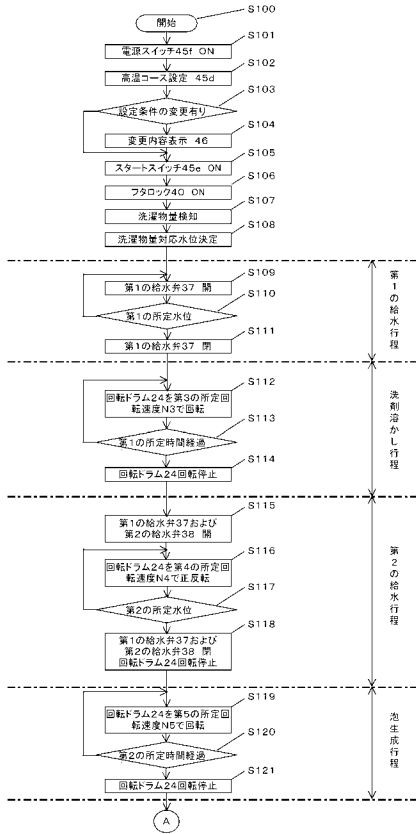 開始
S100
電源スイッチ45f ON
S101
高温コース設定 45d
S102
設定条件の変更有り
S103
変更内容表示 46
S104
スタートスイッチ45e ON
S105
フタロック40 ON
S106
洗濯物量検知
S107
洗濯物量対応水位決定
S108
第1の給水行程
第1の給水弁37 開
S109
第1の所定水位
S110
第1の給水弁37 閉
S111
洗剤溶かし行程
回転ドラム24を第3の所定回
転速度N3で回転
S112
第1の所定時間経過
S113
回転ドラム24回転停止
S114
第2の給水行程
第1の給水弁37および
第2の給水弁38 開
S115
回転ドラム24を第4の所定回
転速度N4で正反転
S116
第2の所定水位
S117
第1の給水弁37および
第2の給水弁38 閉
回転ドラム24回転停止
S118
泡生成行程
回転ドラム24を第5の所定回
転速度N5で回転
S119
第2の所定時間経過
S120
回転ドラム24回転停止
S121
A